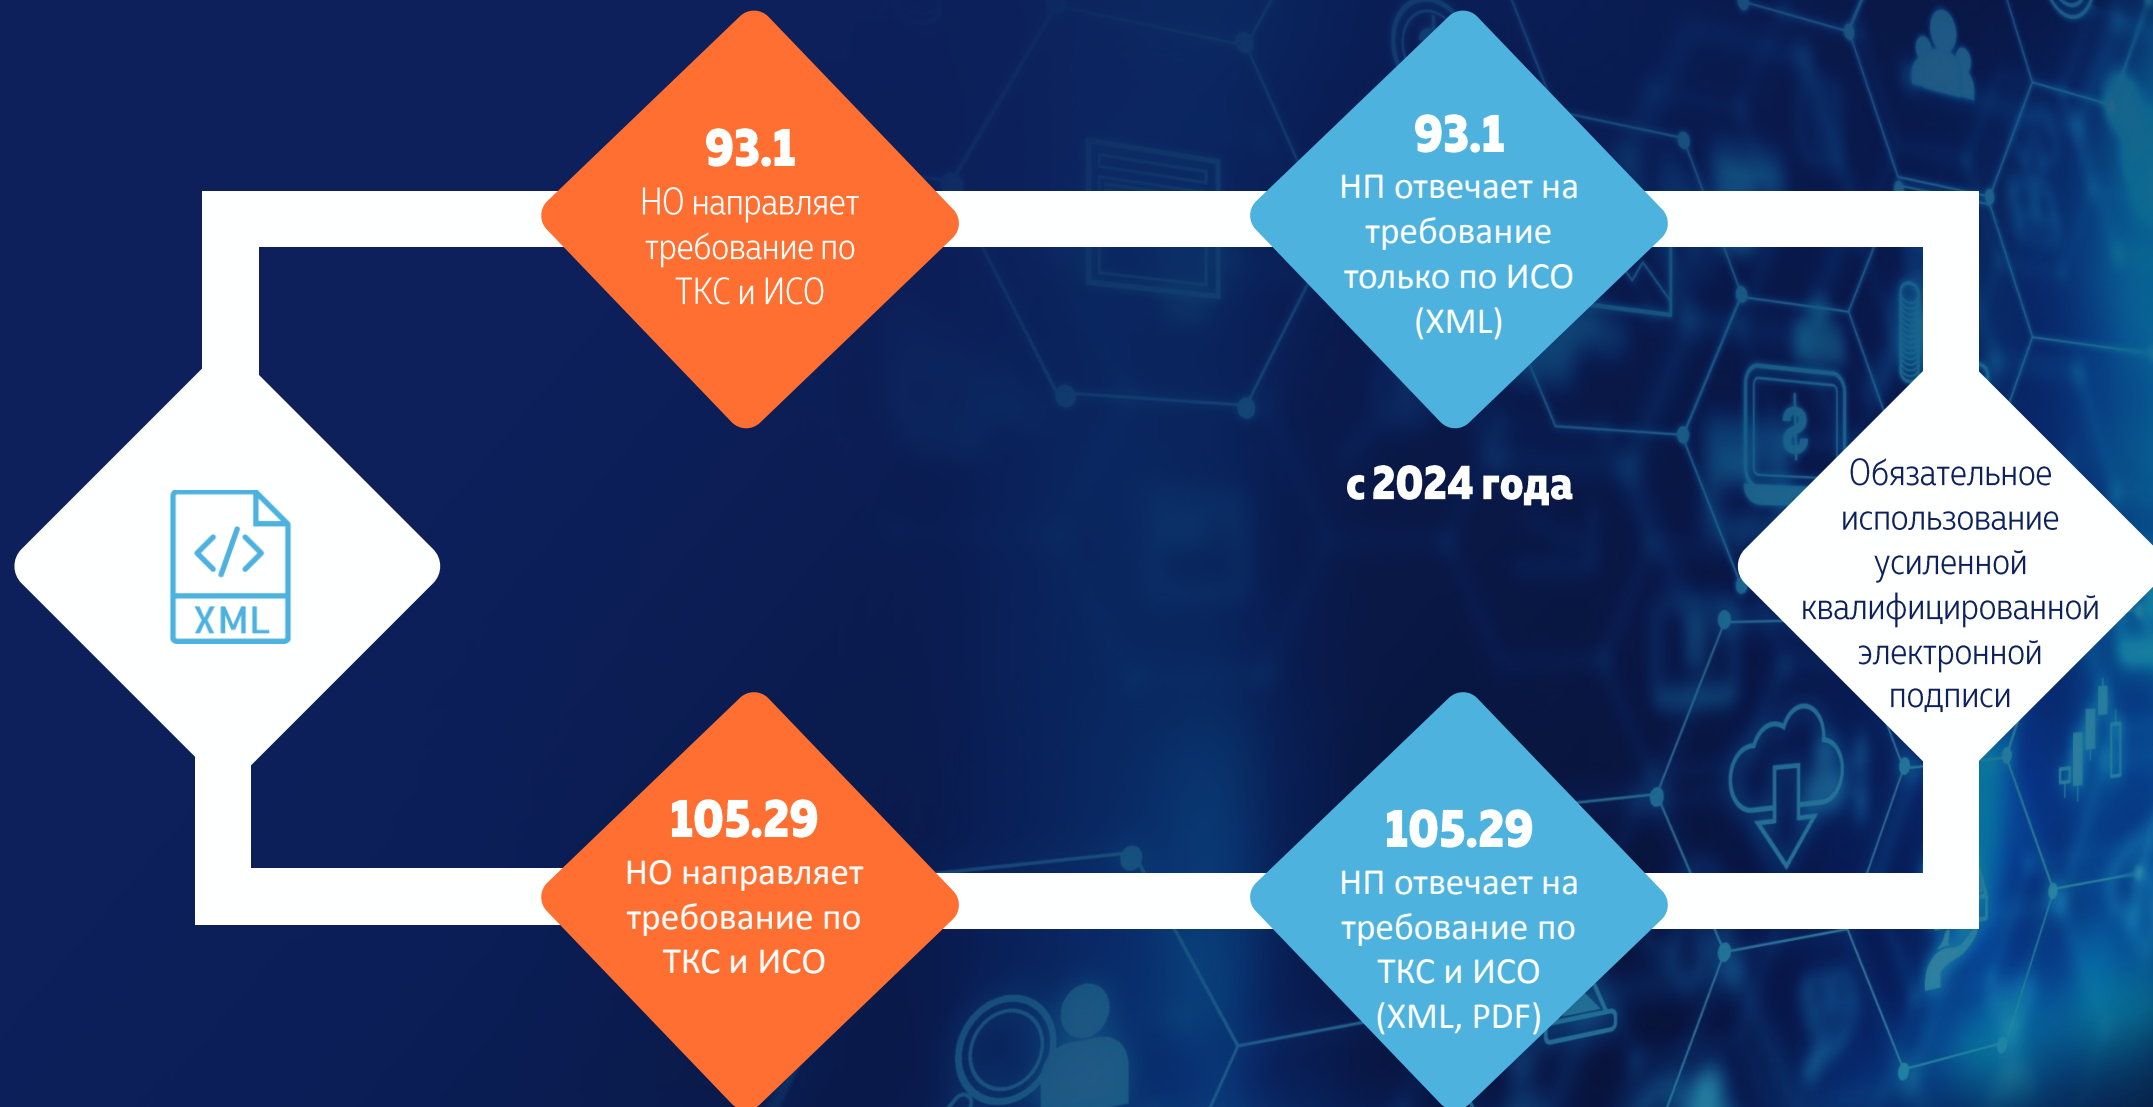 93.1
НО направляет
требование по
ТКС и ИСО
93.1
НП отвечает на
требование
только по ИСО
(XML)
с 2024 года
XML
Обязательное
использование
усиленной
квалифицированной
электронной
подписи
105.29
НО направляет
требование по
ТКС и ИСО
105.29
НП отвечает на
требование по
ТКС и ИСО
(XML, PDF)